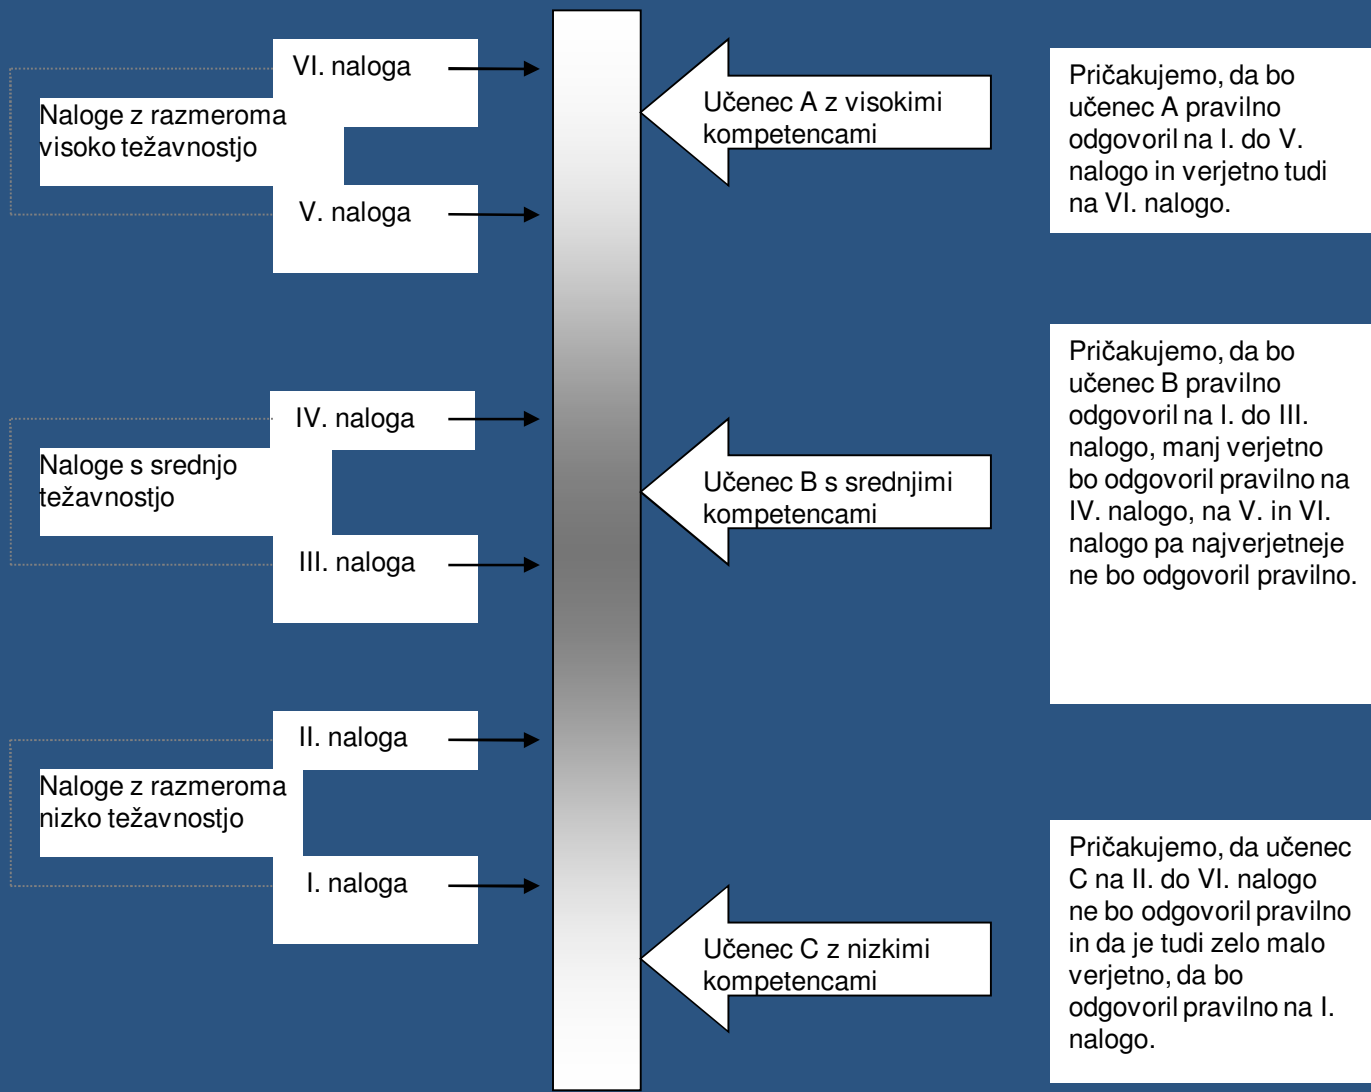 VI. naloga
Naloge z razmeroma
visoko težavnostjo
V. naloga
Učenec A z visokimi
kompetencami
Pričakujemo, da bo
učenec A pravilno
odgovoril na I. do V.
nalogo in verjetno tudi
na VI. nalogo.
IV. naloga
Naloge s srednjo
težavnostjo
III. naloga
Učenec B s srednjimi
kompetencami
Pričakujemo, da bo
učenec B pravilno
odgovoril na I. do III.
nalogo, manj verjetno
bo odgovoril pravilno na
IV. nalogo, na V. in VI.
nalogo pa najverjetneje
ne bo odgovoril pravilno.
II. naloga
Naloge z razmeroma
nizko težavnostjo
I. naloga
Učenec C z nizkimi
kompetencami
Pričakujemo, da učenec
C na II. do VI. nalogo
ne bo odgovoril pravilno
in da je tudi zelo malo
verjetno, da bo
odgovoril pravilno na I.
nalogo.